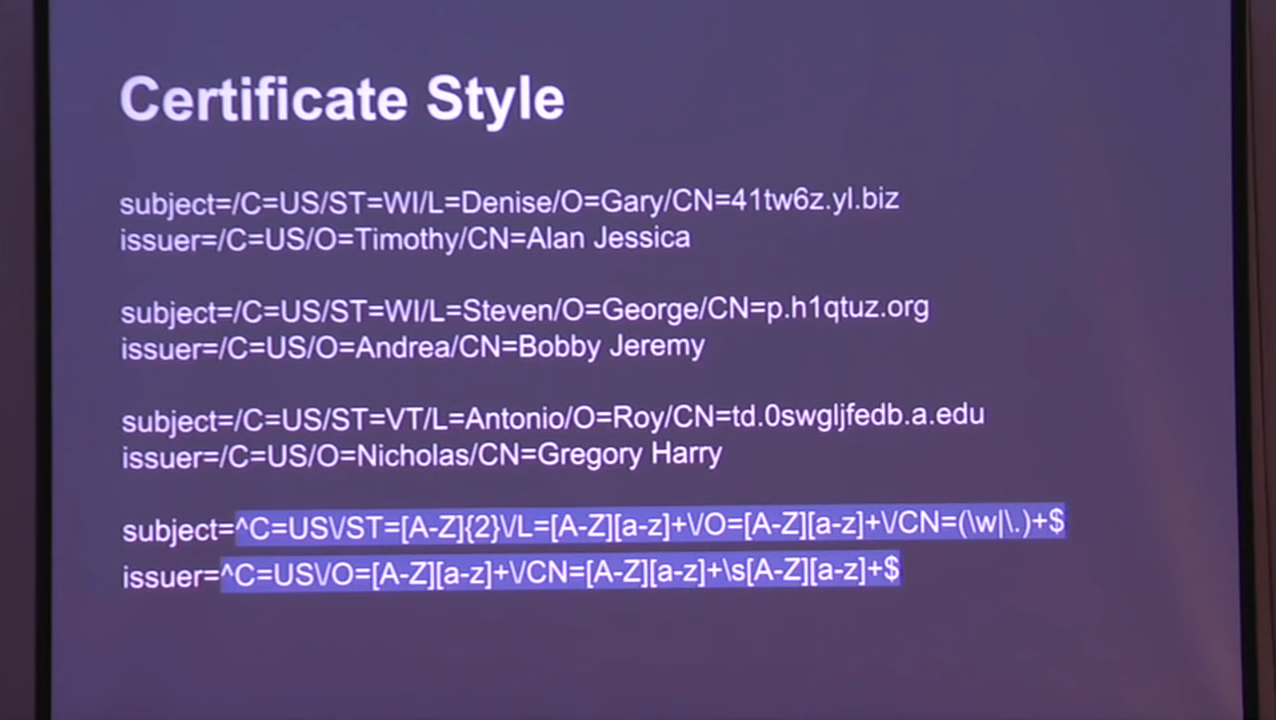 Certificate Style
subject=/C=US/ST=WI/L=Denise/O=Gary/CN=41tw6z.yl.biz
issuer=/C=US/O=Timothy/CN=Alan Jessica
subject=/C=US/ST=WI/L=Steven/O=George/CN=p.h1qtuz.org
issuer=/C=US/O=Andrea/CN=Bobby Jeremy
subject=/C=US/ST=VT/L=Antonio/O=Roy/CN=td.0swgljfedb.a.edu
issuer=/C=US/O=Nicholas/CN=Gregory Harry
subject=^C=US\/ST=[A-Z]{2}\/L=[A-Z][a-z]+\/O=[A-Z][a-z]+\/CN=(\w|\.)+$
issuer=^C=US\/O=[A-Z][a-z]+\/CN=[A-Z][a-z]+\s[A-Z][a-z]+$